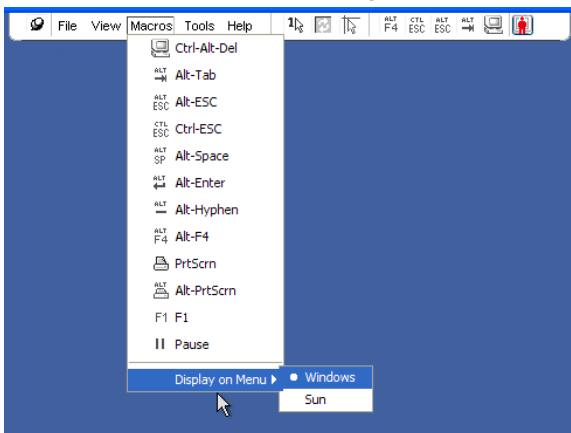 File View Macros Tools Help 1 ALT F4 CTL ESC ALT ESC ALT
Ctrl-Alt-Del
ALT Alt-Tab
ALT ESC Alt-ESC
CTL ESC Ctrl-ESC
ALT SP Alt-Space
ALT Alt-Enter
ALT Alt-Hyphen
ALT F4 Alt-F4
PrtScrn
ALT Alt-PrtScrn
F1 F1
Pause
Display on Menu Windows
Sun